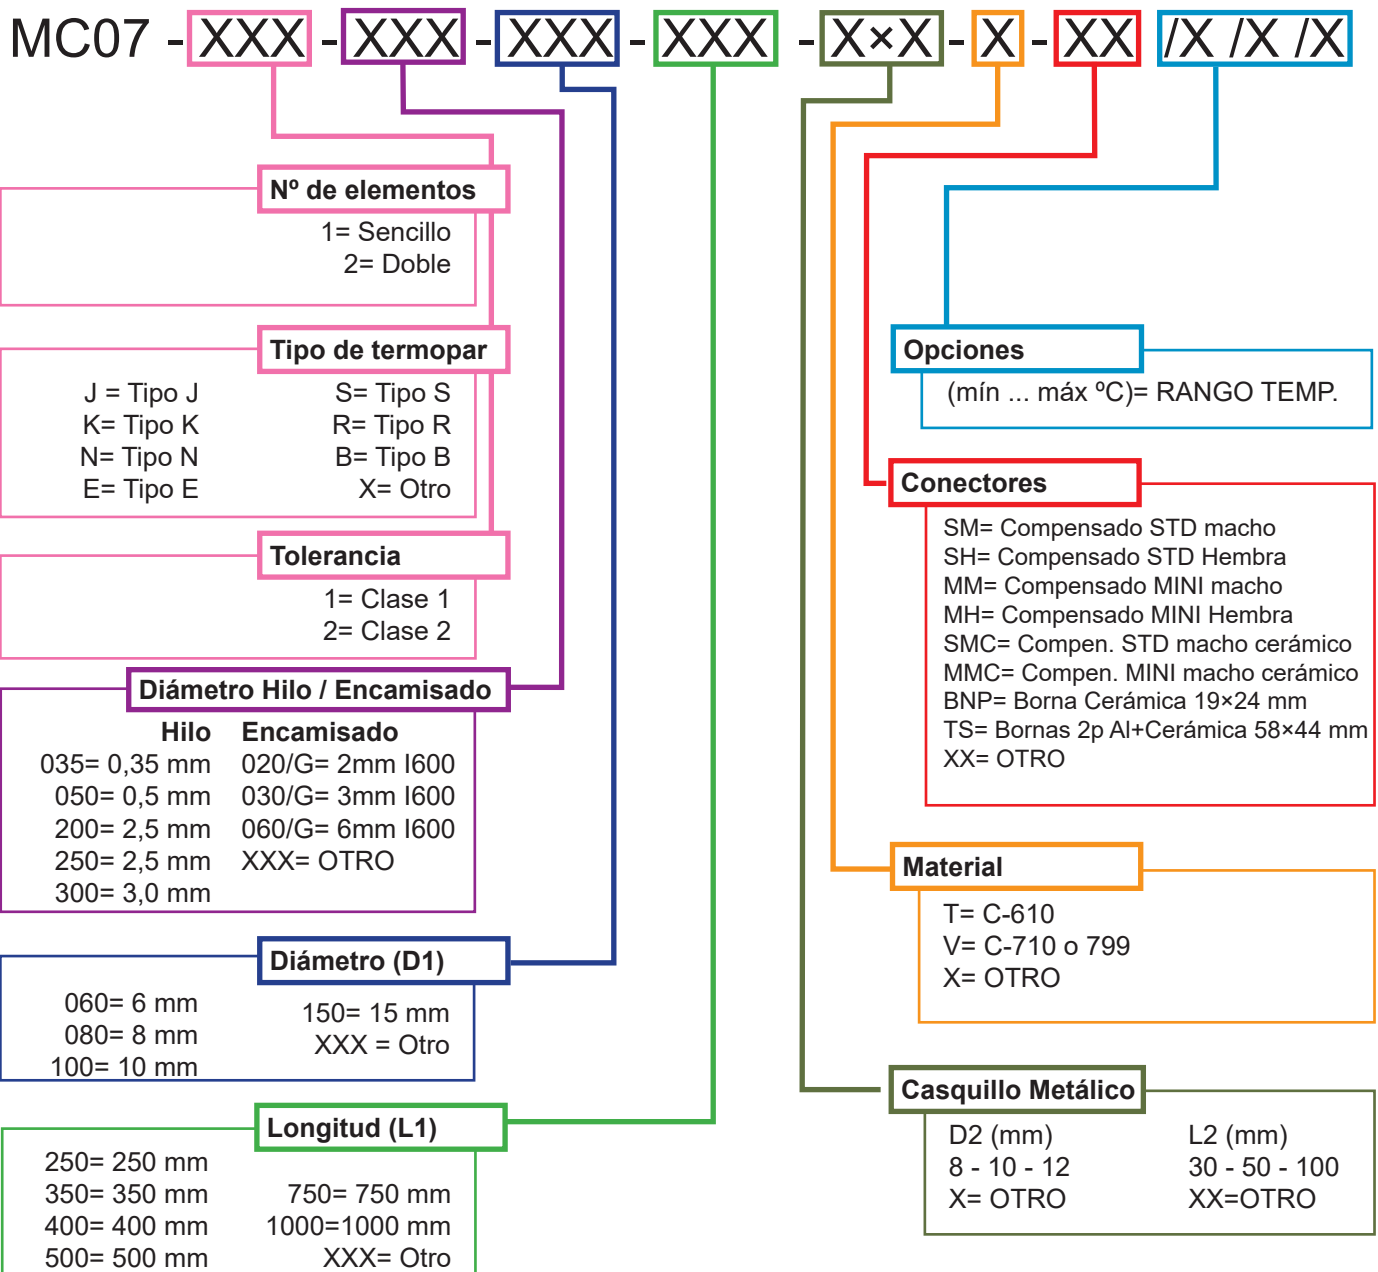 MC07 - XXX - XXX - XXX - XXX - X×X - X - XX /X /X /X
Nº de elementos
1= Sencillo
2= Doble
Tipo de termopar
J = Tipo J S= Tipo S
K= Tipo K R= Tipo R
N= Tipo N B= Tipo B
E= Tipo E X= Otro
Tolerancia
1= Clase 1
2= Clase 2
Diámetro Hilo / Encamisado
Hilo Encamisado
035= 0,35 mm 020/G= 2mm I600
050= 0,5 mm 030/G= 3mm I600
200= 2,5 mm 060/G= 6mm I600
250= 2,5 mm XXX= OTRO
300= 3,0 mm
Diámetro (D1)
060= 6 mm 150= 15 mm
080= 8 mm XXX = Otro
100= 10 mm
Longitud (L1)
250= 250 mm
350= 350 mm 750= 750 mm
400= 400 mm 1000=1000 mm
500= 500 mm XXX= Otro
Opciones
(mín ... máx ºC)= RANGO TEMP.
Conectores
SM= Compensado STD macho
SH= Compensado STD Hembra
MM= Compensado MINI macho
MH= Compensado MINI Hembra
SMC= Compen. STD macho cerámico
MMC= Compen. MINI macho cerámico
BNP= Borna Cerámica 19×24 mm
TS= Bornas 2p Al+Cerámica 58×44 mm
XX= OTRO
Material
T= C-610
V= C-710 o 799
X= OTRO
Casquillo Metálico
D2 (mm) L2 (mm)
8 - 10 - 12 30 - 50 - 100
X= OTRO XX=OTRO